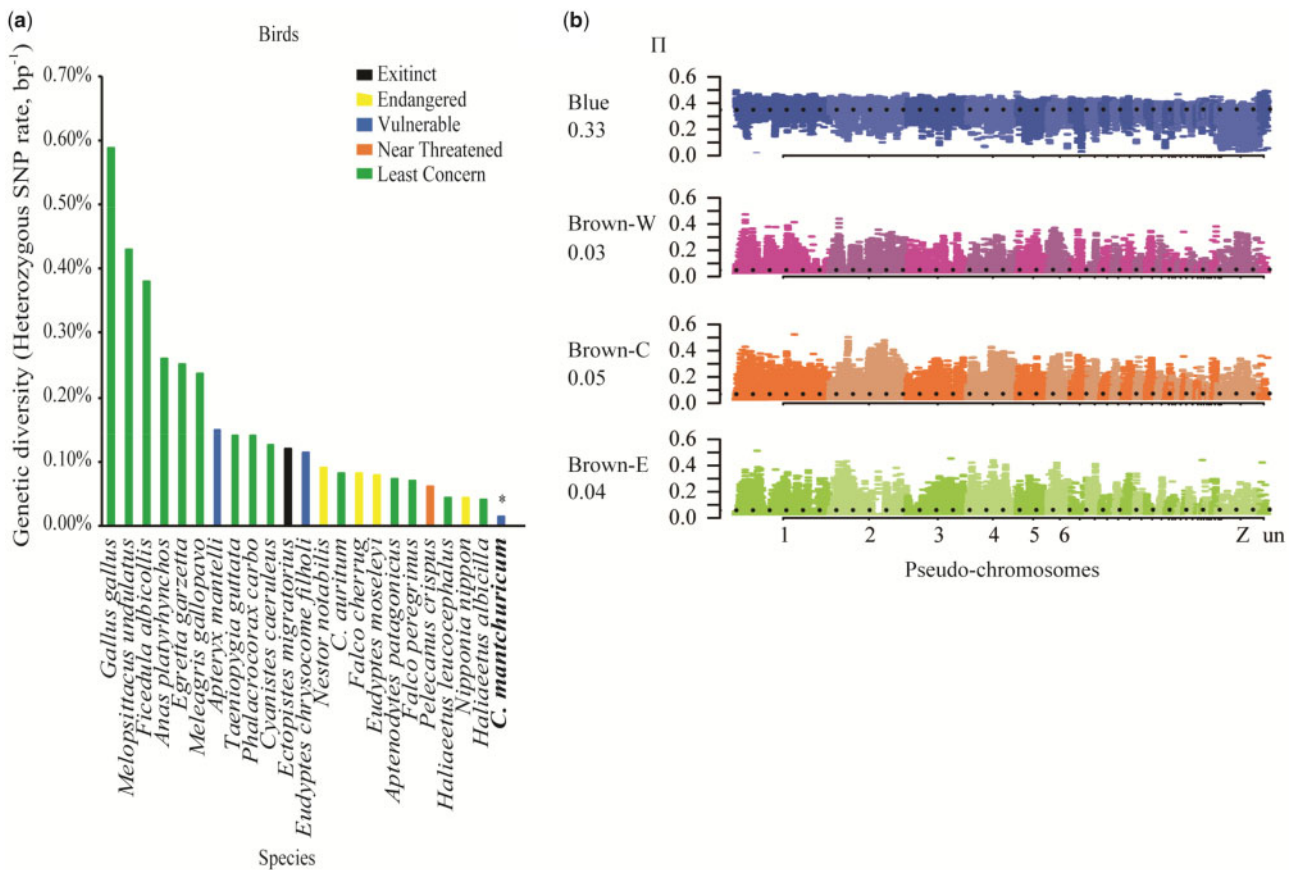 (a)
Birds
Genetic diversity (Heterozygous SNP rate, bp-1)
0.70%
0.60%
0.50%
0.40%
0.30%
0.20%
0.10%
0.00%
Exitinct
Endangered
Vulnerable
Near Threatened
Least Concern
*
Gallus gallus
Melopsittacus undulatus
Ficedula albicollis
Anas platyrhynchos
Egretta garzetta
Meleagris gallopavo
Apteryx mantelli
Taeniopygia guttata
Phalacrocorax carbo
Cyanistes caeruleus
Ectopistes migratorius
Eudyptes chrysocome filholi
Nestor notabilis
C. auritum
Falco cherrug
Eudyptes moseleyi
Aptenodytes patagonicus
Falco peregrinus
Pelecanus crispus
Haliaeetus leucocephalus
Nipponia nippon
Haliaeetus albicilla
C. mantchuricum
Species
(b)
Π
Blue
0.33
0.6
0.4
0.2
0.0
Brown-W
0.03
0.6
0.4
0.2
0.0
Brown-C
0.05
0.6
0.4
0.2
0.0
Brown-E
0.04
0.6
0.4
0.2
0.0
1 2 3 4 5 6 Z un
Pseudo-chromosomes